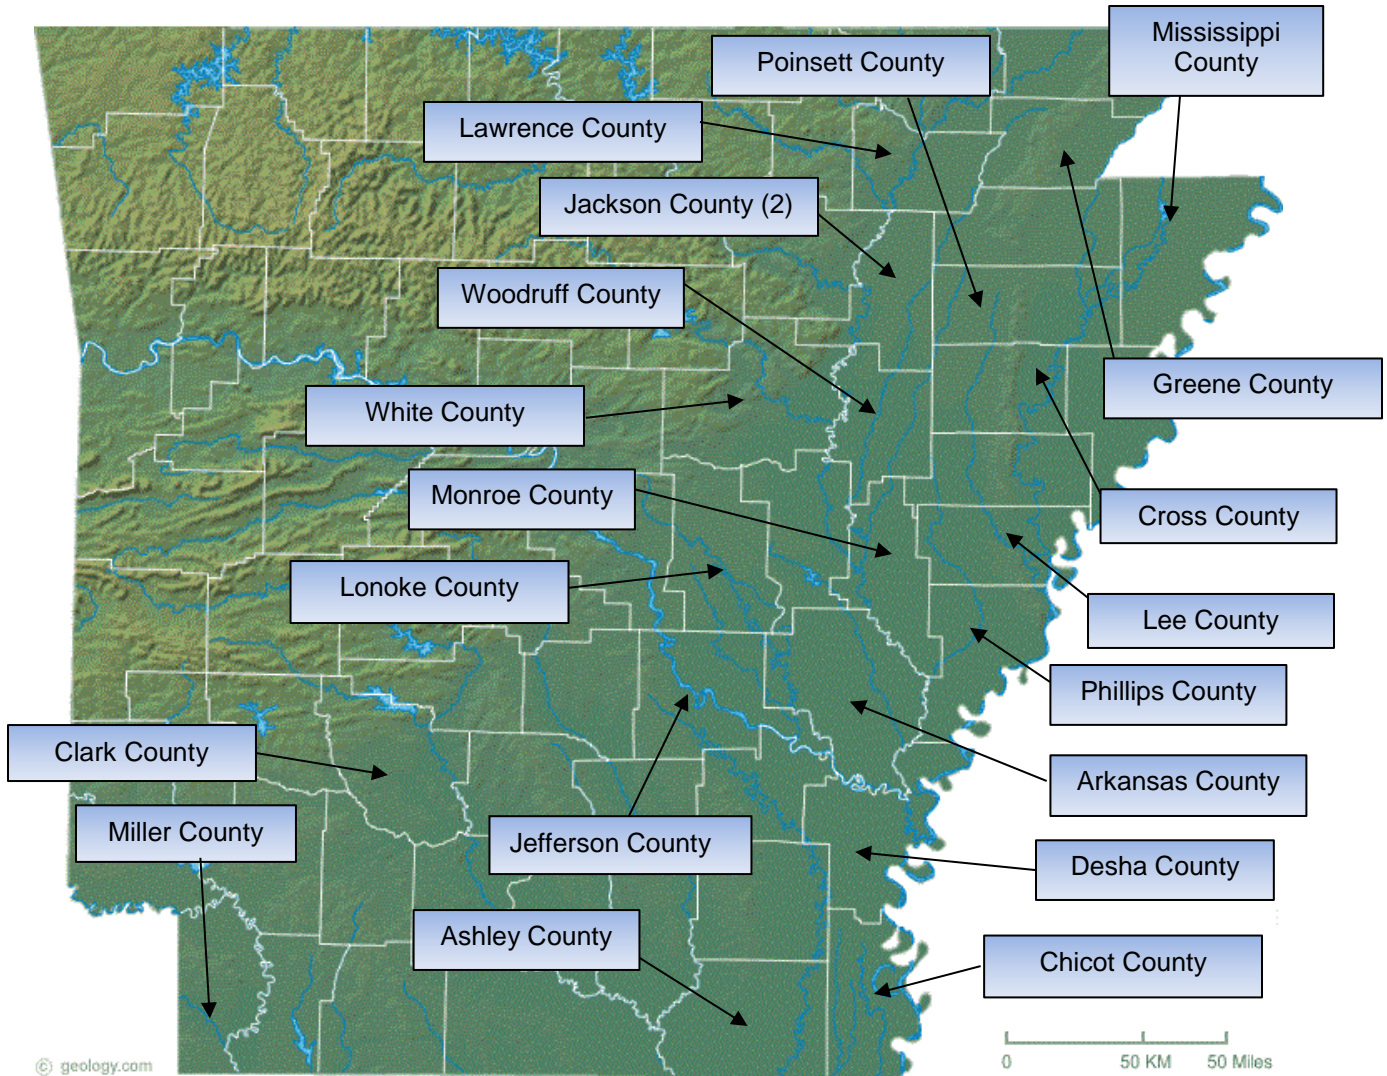 Mississippi
County
Poinsett County
Lawrence County
Jackson County (2)
Woodruff County
Greene County
White County
Monroe County
Cross County
Lonoke County
Lee County
Phillips County
Clark County
Arkansas County
Miller County
Jefferson County
Desha County
Ashley County
Chicot County
0 50 KM 50 Miles
© geology.com